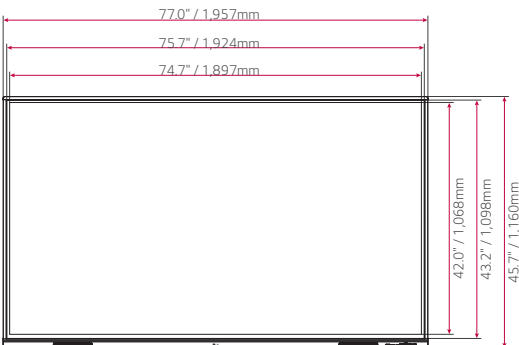 77.0" / 1,957mm
75.7" / 1,924mm
74.7" / 1,897mm
42.0" / 1,068mm
43.2" / 1,098mm
45.7" / 1,160mm